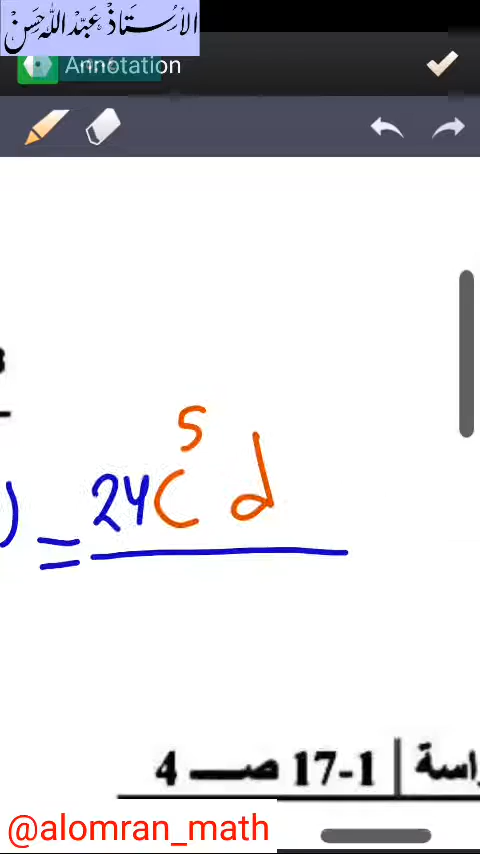 الأستاذ عبدالله حسن
Annotation
)
= 24c⁵d
اسة | 1-17 صـــ 4
@alomran_math